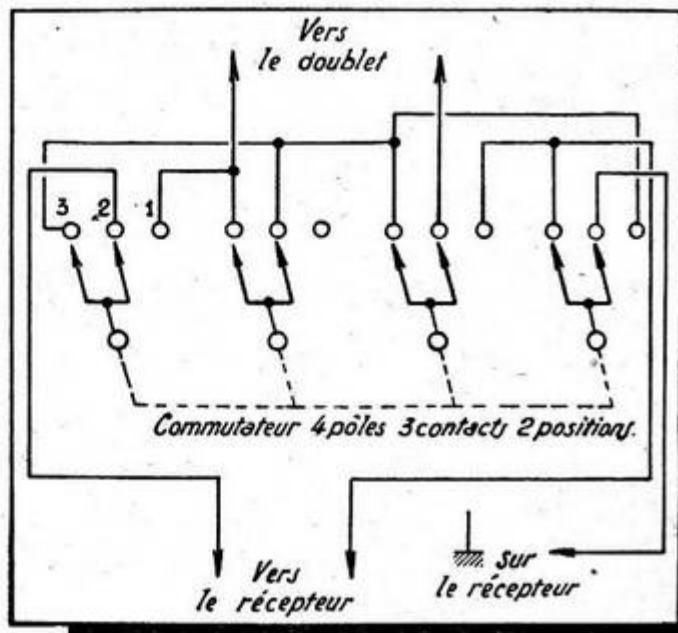 Vers
le doublet
3 2 1
Commutateur 4 pôles 3 contacts 2 positions.
Vers
le récepteur
sur
le récepteur